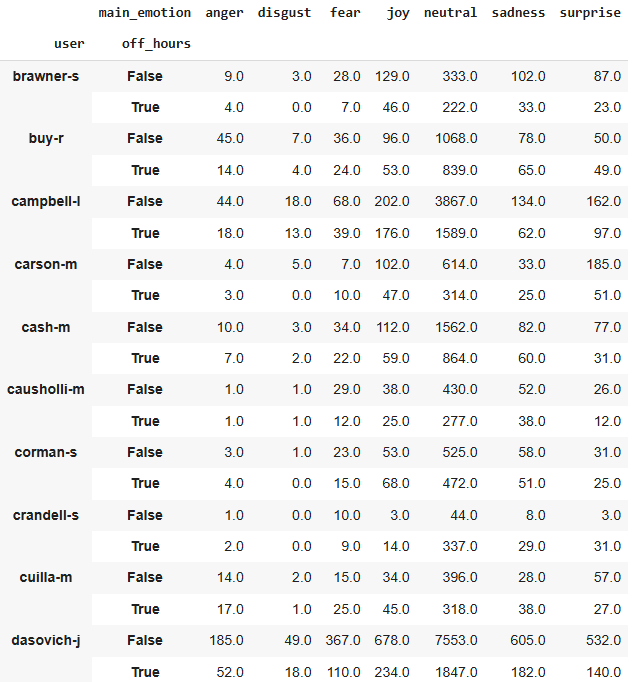 main_emotion anger disgust fear joy neutral sadness surprise
user off_hours
brawner-s False 9.0 3.0 28.0 129.0 333.0 102.0 87.0
True 4.0 0.0 7.0 46.0 222.0 33.0 23.0
buy-r False 45.0 7.0 36.0 96.0 1068.0 78.0 50.0
True 14.0 4.0 24.0 53.0 839.0 65.0 49.0
campbell-l False 44.0 18.0 68.0 202.0 3867.0 134.0 162.0
True 18.0 13.0 39.0 176.0 1589.0 62.0 97.0
carson-m False 4.0 5.0 7.0 102.0 614.0 33.0 185.0
True 3.0 0.0 10.0 47.0 314.0 25.0 51.0
cash-m False 10.0 3.0 34.0 112.0 1562.0 82.0 77.0
True 7.0 2.0 22.0 59.0 864.0 60.0 31.0
causholli-m False 1.0 1.0 29.0 38.0 430.0 52.0 26.0
True 1.0 1.0 12.0 25.0 277.0 38.0 12.0
corman-s False 3.0 1.0 23.0 53.0 525.0 58.0 31.0
True 4.0 0.0 15.0 68.0 472.0 51.0 25.0
crandell-s False 1.0 0.0 10.0 3.0 44.0 8.0 3.0
True 2.0 0.0 9.0 14.0 337.0 29.0 31.0
cuilla-m False 14.0 2.0 15.0 34.0 396.0 28.0 57.0
True 17.0 1.0 25.0 45.0 318.0 38.0 27.0
dasovich-j False 185.0 49.0 367.0 678.0 7553.0 605.0 532.0
True 52.0 18.0 110.0 234.0 1847.0 182.0 140.0